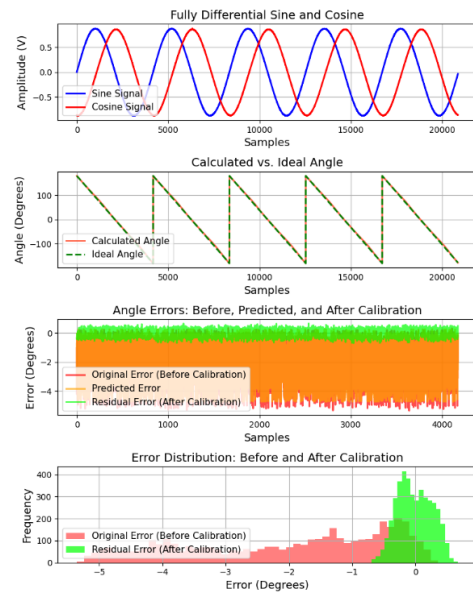 Fully Differential Sine and Cosine
Amplitude (V)
0.5
0.0
−0.5
Sine Signal
Cosine Signal
0
5000
10000
15000
20000
Samples
Calculated vs. Ideal Angle
Angle (Degrees)
100
0
−100
Calculated Angle
Ideal Angle
0
5000
10000
15000
20000
Samples
Angle Errors: Before, Predicted, and After Calibration
Error (Degrees)
0
−2
−4
Original Error (Before Calibration)
Predicted Error
Residual Error (After Calibration)
0
1000
2000
3000
4000
Samples
Error Distribution: Before and After Calibration
Frequency
400
300
200
100
0
Original Error (Before Calibration)
Residual Error (After Calibration)
−5
−4
−3
−2
−1
0
Error (Degrees)